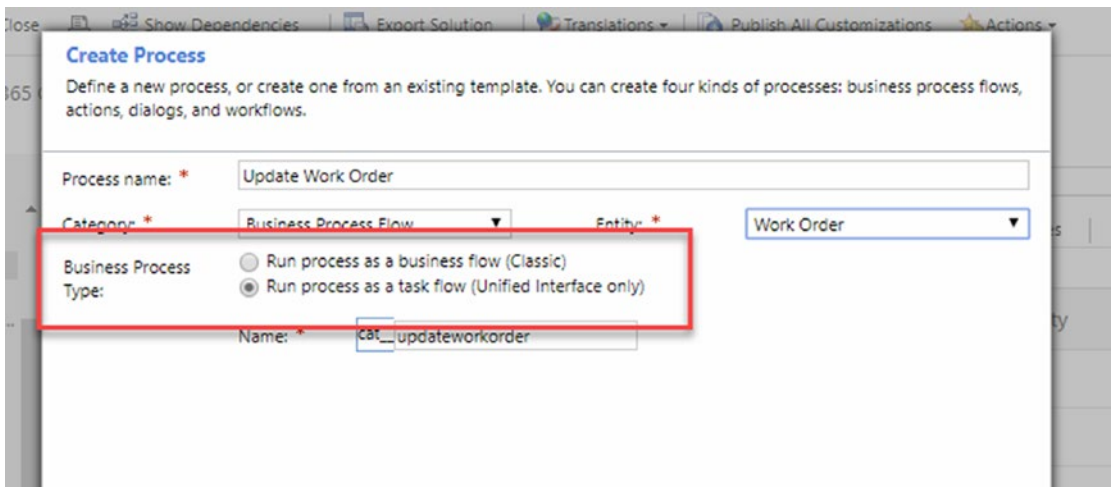 Close Show Dependencies Export Solution Translations Publish All Customizations Actions
Create Process
365
Define a new process, or create one from an existing template. You can create four kinds of processes: business process flows,
actions, dialogs, and workflows.
Process name: * Update Work Order
Category: * Business Process Flow Entity: * Work Order
Business Process
Type:
Run process as a business flow (Classic)
Run process as a task flow (Unified Interface only)
Name: * cat_ updateworkorder